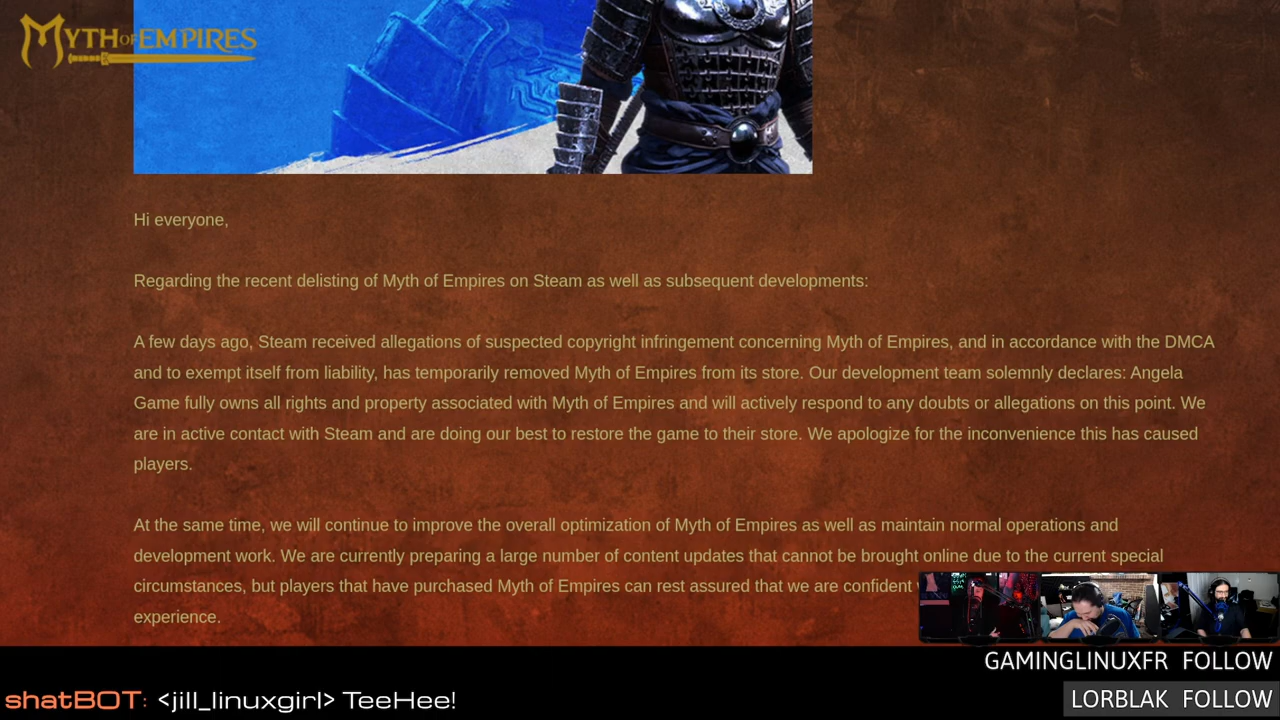 MYTH OF EMPIRES
Hi everyone,
Regarding the recent delisting of Myth of Empires on Steam as well as subsequent developments:
A few days ago, Steam received allegations of suspected copyright infringement concerning Myth of Empires, and in accordance with the DMCA
and to exempt itself from liability, has temporarily removed Myth of Empires from its store. Our development team solemnly declares: Angela
Game fully owns all rights and property associated with Myth of Empires and will actively respond to any doubts or allegations on this point. We
are in active contact with Steam and are doing our best to restore the game to their store. We apologize for the inconvenience this has caused
players.
At the same time, we will continue to improve the overall optimization of Myth of Empires as well as maintain normal operations and
development work. We are currently preparing a large number of content updates that cannot be brought online due to the current special
circumstances, but players that have purchased Myth of Empires can rest assured that we are confident
experience.
GAMINGLINUXFR FOLLOW
shatBOT: <jill_linuxgirl> TeeHee!
LORBLAK FOLLOW